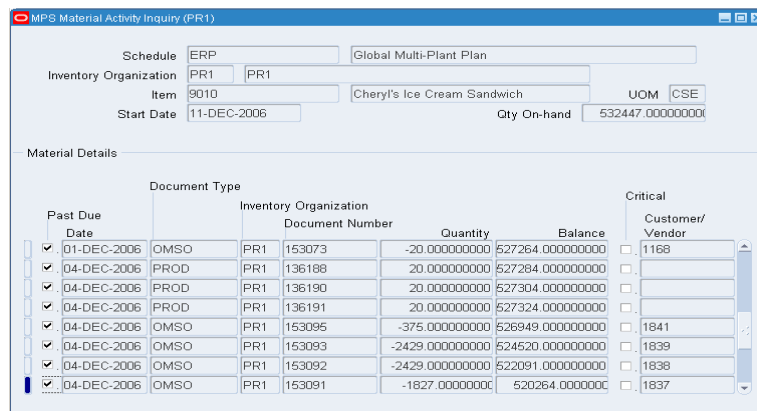 MPS Material Activity Inquiry (PR1)
Schedule ERP Global Multi-Plant Plan
Inventory Organization PR1 PR1
Item 9010 Cheryl's Ice Cream Sandwich UOM CSE
Start Date 11-DEC-2006 Qty On-hand 532447.000000000
Material Details
Document Type
Inventory Organization Critical
Past Due Document Number Customer/
Date Quantity Balance Vendor
01-DEC-2006 OMSO PR1 153073 -20.000000000 527264.000000000 1168
04-DEC-2006 PROD PR1 136188 20.000000000 527284.000000000
04-DEC-2006 PROD PR1 136190 20.000000000 527304.000000000
04-DEC-2006 PROD PR1 136191 20.000000000 527324.000000000
04-DEC-2006 OMSO PR1 153095 -375.000000000 526949.000000000 1841
04-DEC-2006 OMSO PR1 153093 -2429.000000000 524520.000000000 1839
04-DEC-2006 OMSO PR1 153092 -2429.000000000 522091.000000000 1838
04-DEC-2006 OMSO PR1 153091 -1827.00000000 520264.0000000 1837